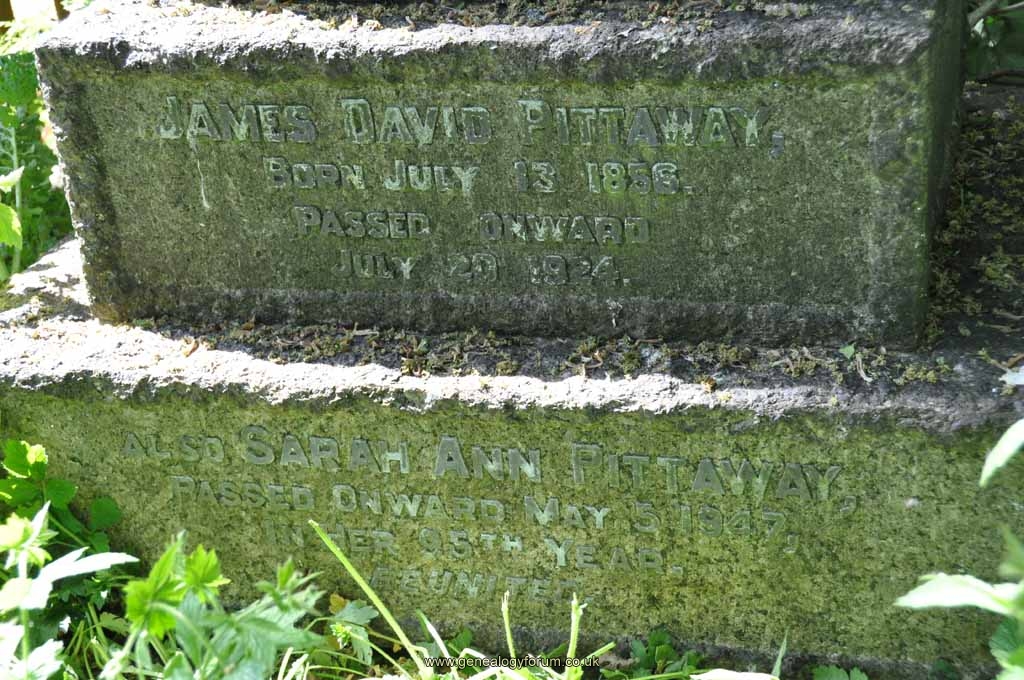 JAMES DAVID PITTAWAY,
BORN JULY 13 1856.
PASSED ONWARD
JULY 20 1924.
ALSO SARAH ANN PITTAWAY,
PASSED ONWARD MAY 5 1947,
IN HER 95TH YEAR.
REUNITED.
www.genealogyforum.co.uk